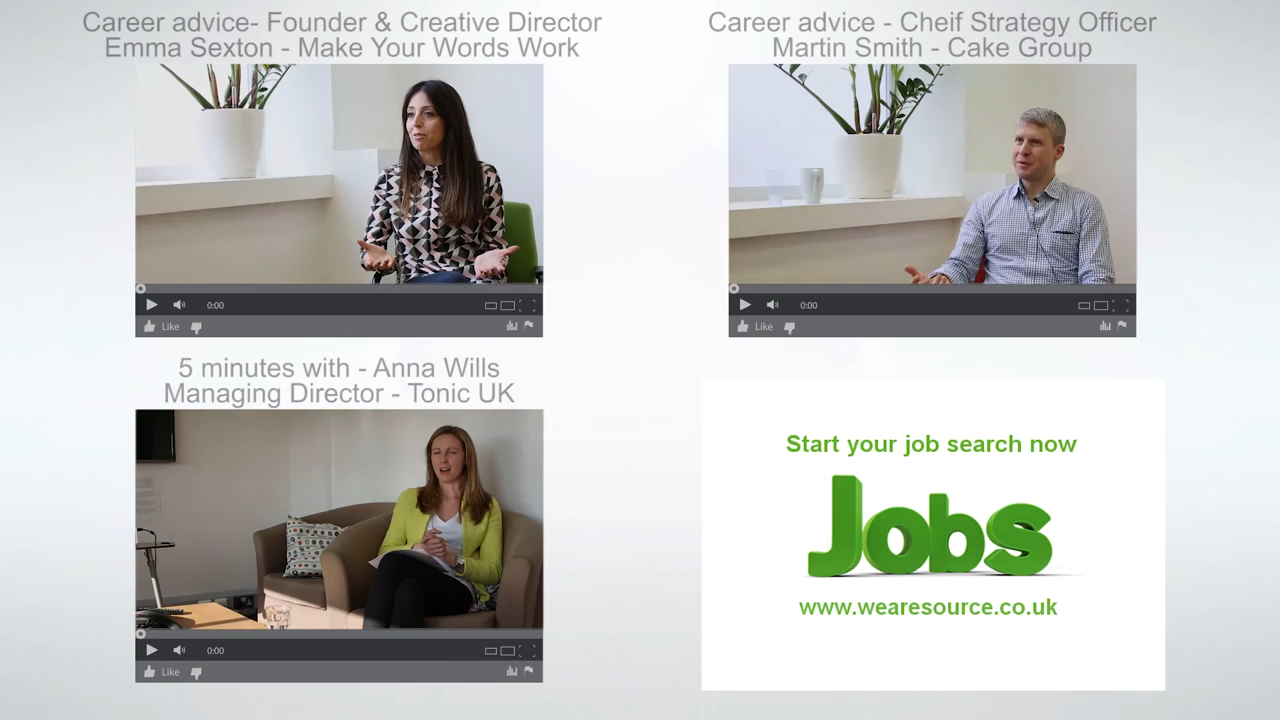 Career advice- Founder & Creative Director
Emma Sexton - Make Your Words Work
Career advice - Cheif Strategy Officer
Martin Smith - Cake Group
0:00
Like
0:00
Like
5 minutes with - Anna Wills
Managing Director - Tonic UK
0:00
Like
Start your job search now
Jobs
www.wearesource.co.uk